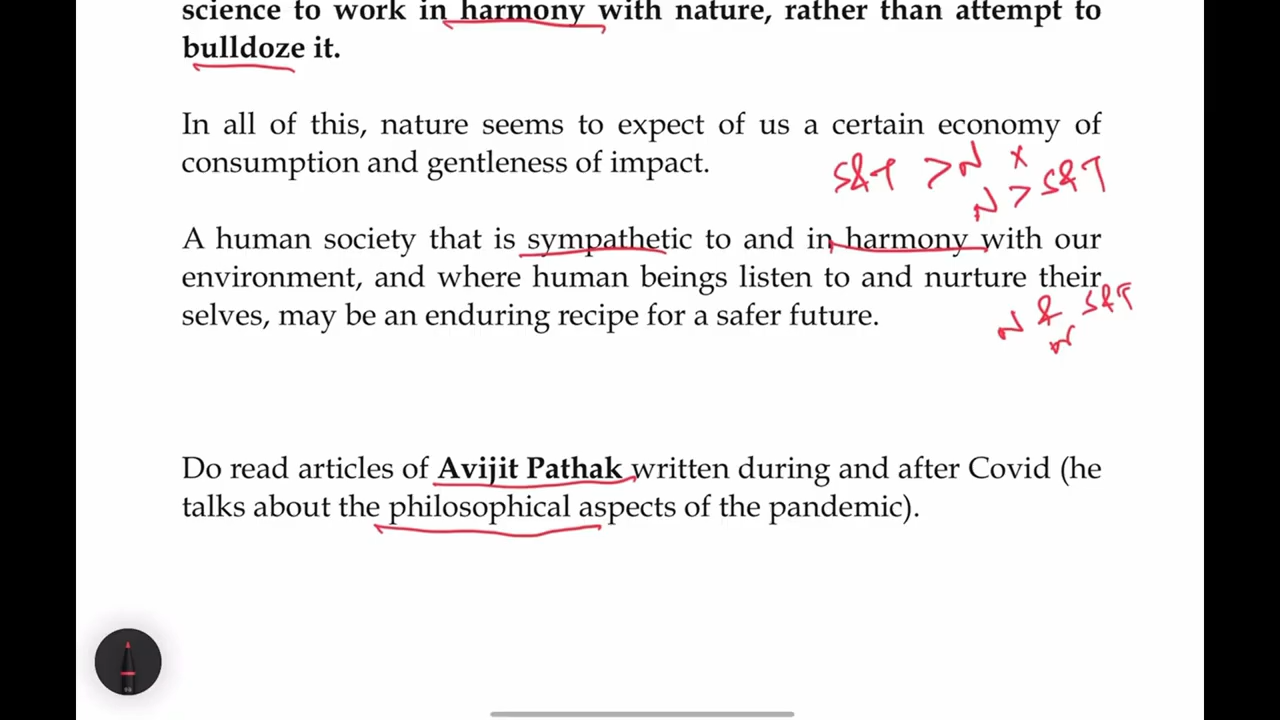 science to work in harmony with nature, rather than attempt to
bulldoze it.
In all of this, nature seems to expect of us a certain economy of
consumption and gentleness of impact.
S&T > N x
N > S&T
A human society that is sympathetic to and in harmony with our
environment, and where human beings listen to and nurture their
selves, may be an enduring recipe for a safer future.
N & S&T
Do read articles of Avijit Pathak written during and after Covid (he
talks about the philosophical aspects of the pandemic).